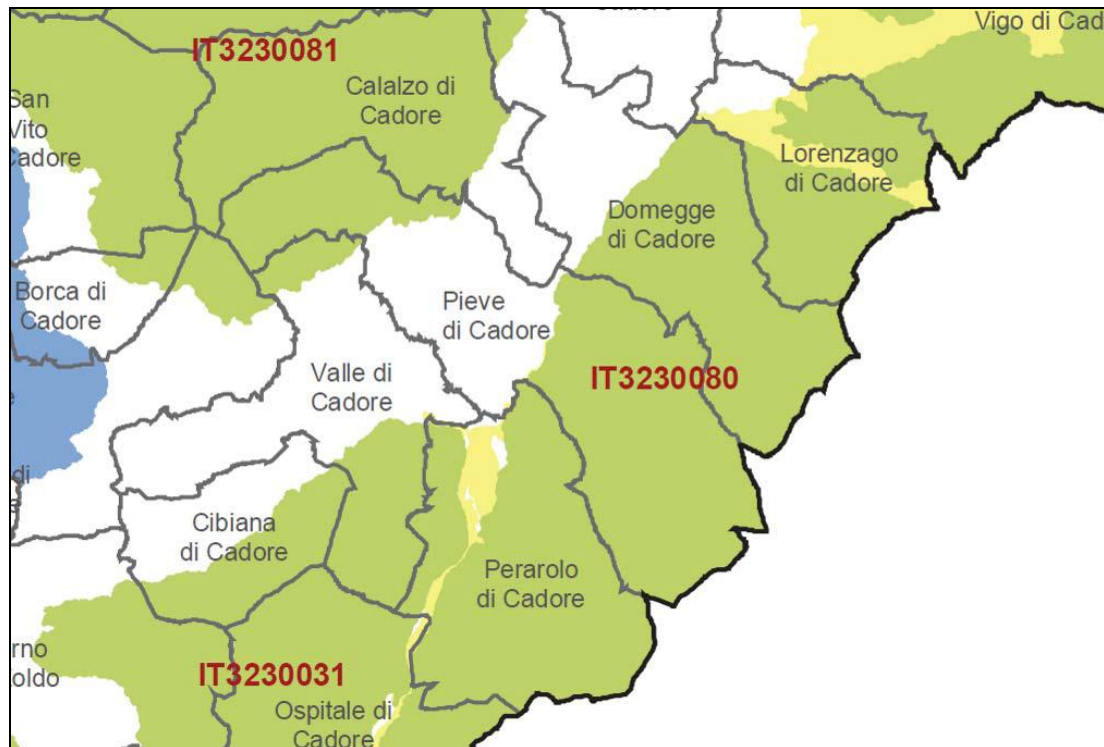 Cadore
Vigo di Cad
IT3230081
Calalzo di
Cadore
San
Vito
Cadore
Lorenzago
di Cadore
Domegge
di Cadore
Borca di
Cadore
Pieve
di Cadore
Valle di
Cadore
IT3230080
e
di
e
Cibiana
di Cadore
Perarolo
di Cadore
rno
oldo
IT3230031
Ospitale di
Cadore